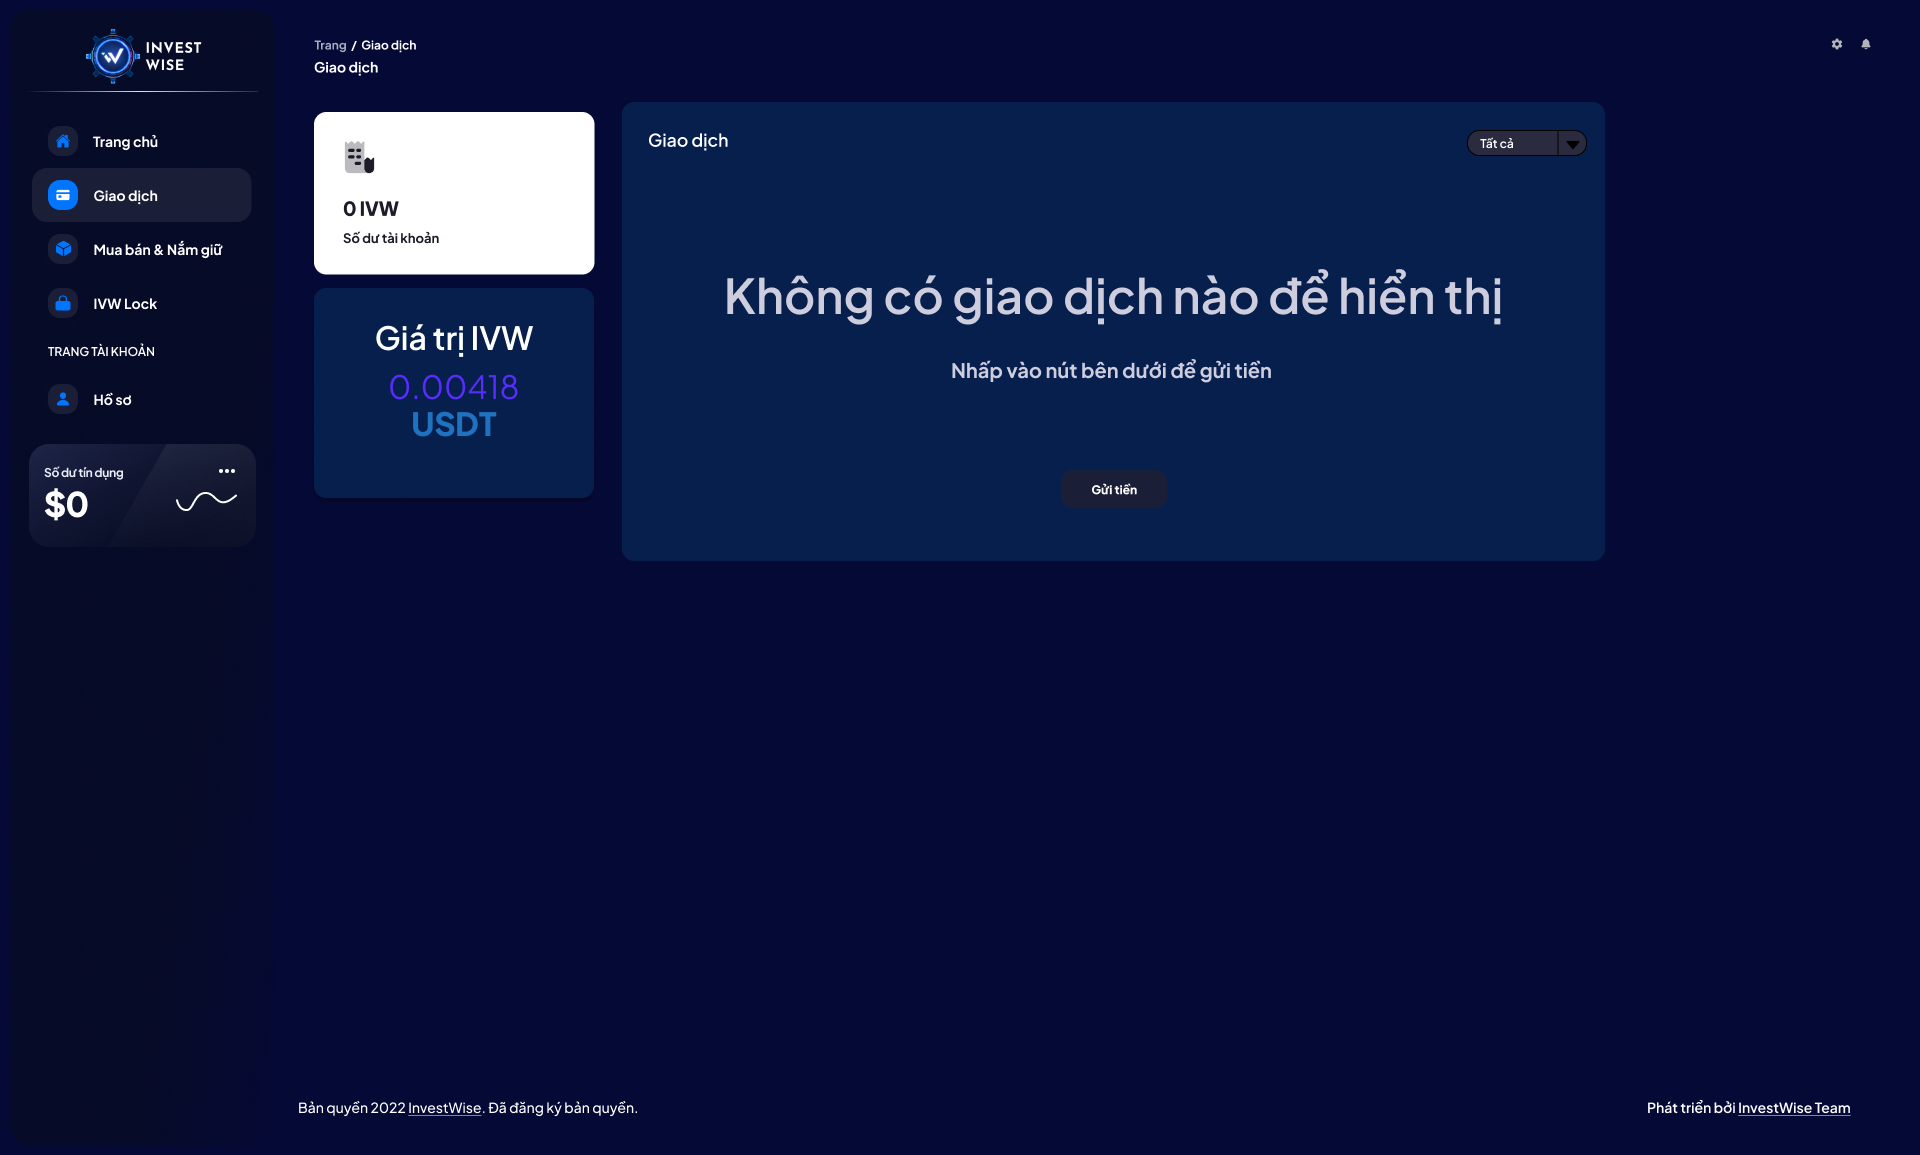 INVEST
WISE
Trang chủ
Giao dịch
Mua bán & Nắm giữ
IVW Lock
TRANG TÀI KHOẢN
Hồ sơ
Số dư tín dụng
$0
Trang / Giao dịch
Giao dịch
0 IVW
Số dư tài khoản
Giá trị IVW
0.00418
USDT
Giao dịch
Tất cả
Không có giao dịch nào để hiển thị
Nhấp vào nút bên dưới để gửi tiền
Gửi tiền
Bản quyền 2022 InvestWise. Đã đăng ký bản quyền.
Phát triển bởi InvestWise Team